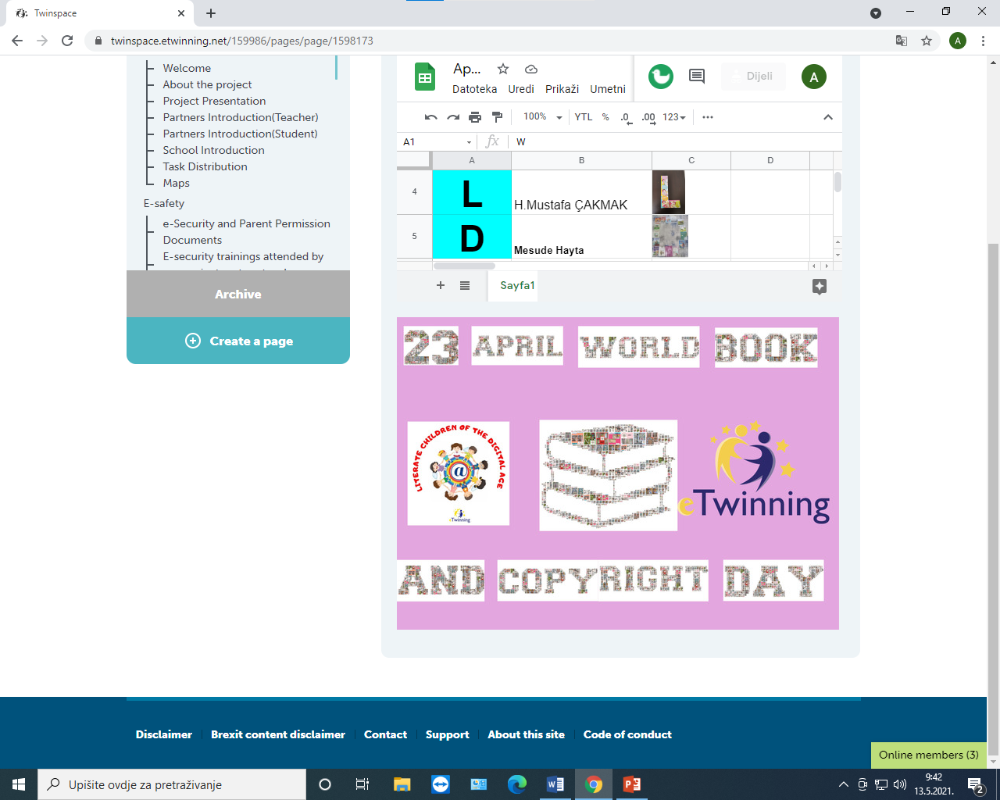 Twinspace
twinspace.etwinning.net/159986/pages/page/1598173
A
Welcome
About the project
Project Presentation
Partners Introduction(Teacher)
Partners Introduction(Student)
School Introduction
Task Distribution
Maps
E-safety
e-Security and Parent Permission
Documents
E-security trainings attended by
Archive
Create a page
Ap...
Datoteka Uredi Prikaži Umetni
Dijeli
A
100% YTL % .0 .00 123
A1 fx W
A B C D
4 L H.Mustafa ÇAKMAK L
5 D Mesude Hayta
Sayfa1
23 APRIL WORLD BOOK
LITERATE CHILDREN OF THE DIGITAL AGE
@
eTwinning
eTwinning
AND COPYRIGHT DAY
Disclaimer Brexit content disclaimer Contact Support About this site Code of conduct
Online members (3)
Upišite ovdje za pretraživanje
9:42
13.5.2021.
2